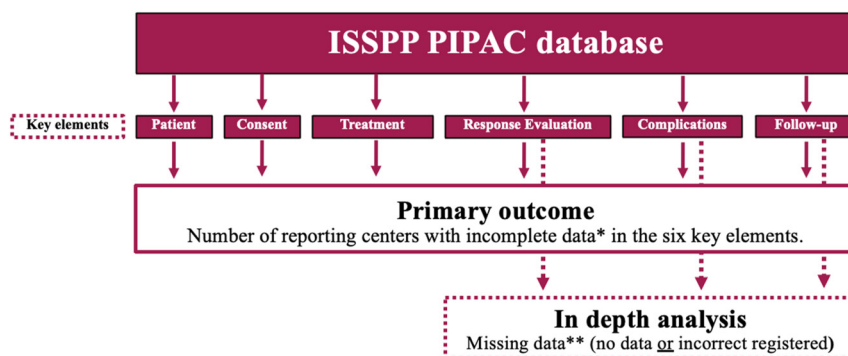 ISSPP PIPAC database
Key elements
Patient
Consent
Treatment
Response Evaluation
Complications
Follow-up
Primary outcome
Number of reporting centers with incomplete data* in the six key elements.
In depth analysis
Missing data** (no data or incorrect registered)